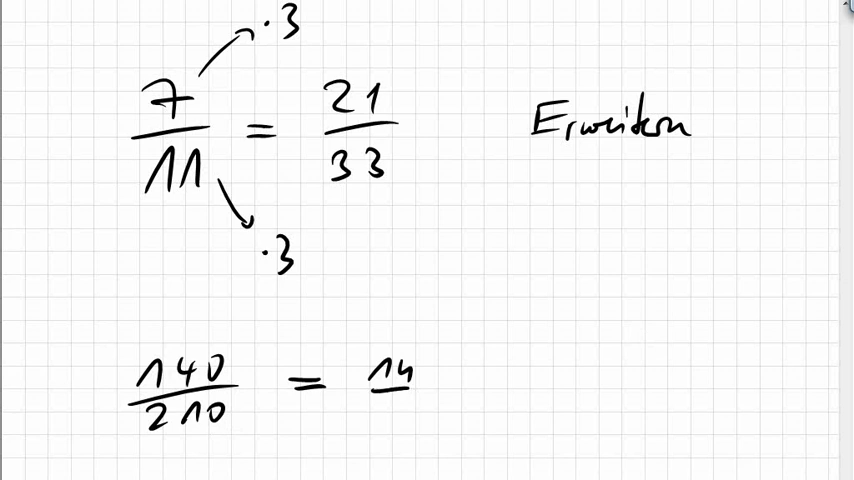 ·3
7/11 = 21/33 Erweitern
·3
140/210 = 14